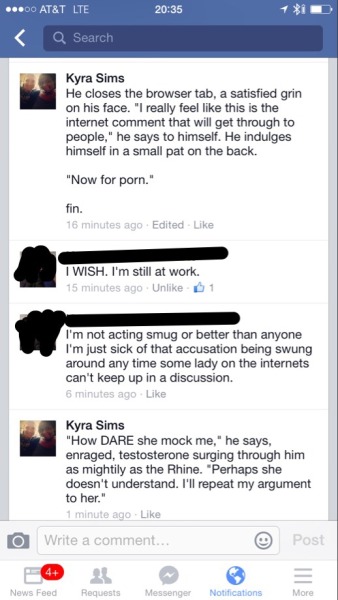 AT&T LTE 20:35
Search
Kyra Sims
He closes the browser tab, a satisfied grin
on his face. "I really feel like this is the
internet comment that will get through to
people," he says to himself. He indulges
himself in a small pat on the back.
"Now for porn."
fin.
16 minutes ago · Edited · Like
I WISH. I'm still at work.
15 minutes ago · Unlike · 1
I'm not acting smug or better than anyone
I'm just sick of that accusation being swung
around any time some lady on the internets
can't keep up in a discussion.
6 minutes ago · Like
Kyra Sims
"How DARE she mock me," he says,
enraged, testosterone surging through him
as mightily as the Rhine. "Perhaps she
doesn't understand. I'll repeat my argument
to her."
1 minute ago · Like
Write a comment... Post
4+
News Feed Requests Messenger Notifications More